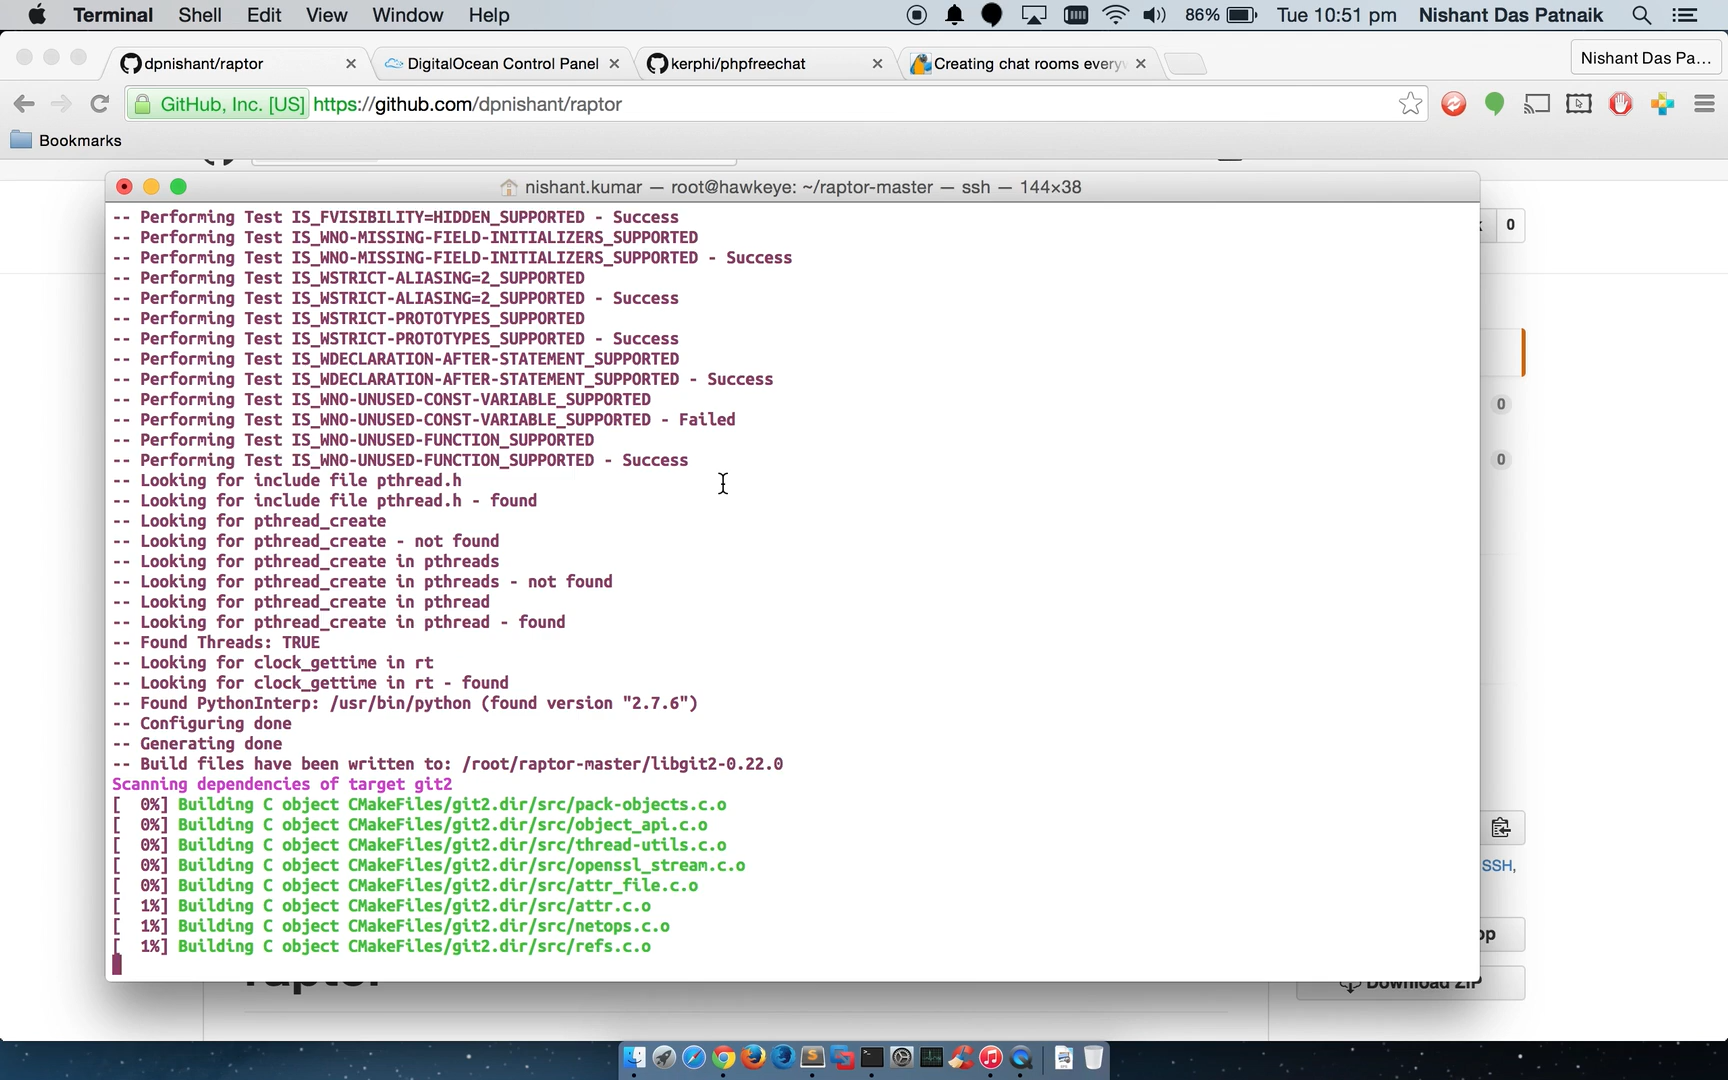 Terminal Shell Edit View Window Help 86% Tue 10:51 pm Nishant Das Patnaik
dpnishant/raptor DigitalOcean Control Panel kerphi/phpfreechat Creating chat rooms everyw Nishant Das Pa...
GitHub, Inc. [US] https://github.com/dpnishant/raptor
Bookmarks
nishant.kumar — root@hawkeye: ~/raptor-master — ssh — 144×38
-- Performing Test IS_FVISIBILITY=HIDDEN_SUPPORTED - Success
-- Performing Test IS_WNO-MISSING-FIELD-INITIALIZERS_SUPPORTED
-- Performing Test IS_WNO-MISSING-FIELD-INITIALIZERS_SUPPORTED - Success
-- Performing Test IS_WSTRICT-ALIASING=2_SUPPORTED
-- Performing Test IS_WSTRICT-ALIASING=2_SUPPORTED - Success
-- Performing Test IS_WSTRICT-PROTOTYPES_SUPPORTED
-- Performing Test IS_WSTRICT-PROTOTYPES_SUPPORTED - Success
-- Performing Test IS_WDECLARATION-AFTER-STATEMENT_SUPPORTED
-- Performing Test IS_WDECLARATION-AFTER-STATEMENT_SUPPORTED - Success
-- Performing Test IS_WNO-UNUSED-CONST-VARIABLE_SUPPORTED
-- Performing Test IS_WNO-UNUSED-CONST-VARIABLE_SUPPORTED - Failed
-- Performing Test IS_WNO-UNUSED-FUNCTION_SUPPORTED
-- Performing Test IS_WNO-UNUSED-FUNCTION_SUPPORTED - Success
-- Looking for include file pthread.h
-- Looking for include file pthread.h - found
-- Looking for pthread_create
-- Looking for pthread_create - not found
-- Looking for pthread_create in pthreads
-- Looking for pthread_create in pthreads - not found
-- Looking for pthread_create in pthread
-- Looking for pthread_create in pthread - found
-- Found Threads: TRUE
-- Looking for clock_gettime in rt
-- Looking for clock_gettime in rt - found
-- Found PythonInterp: /usr/bin/python (found version "2.7.6")
-- Configuring done
-- Generating done
-- Build files have been written to: /root/raptor-master/libgit2-0.22.0
Scanning dependencies of target git2
[  0%] Building C object CMakeFiles/git2.dir/src/pack-objects.c.o
[  0%] Building C object CMakeFiles/git2.dir/src/object_api.c.o
[  0%] Building C object CMakeFiles/git2.dir/src/thread-utils.c.o
[  0%] Building C object CMakeFiles/git2.dir/src/openssl_stream.c.o
[  0%] Building C object CMakeFiles/git2.dir/src/attr_file.c.o
[  1%] Building C object CMakeFiles/git2.dir/src/attr.c.o
[  1%] Building C object CMakeFiles/git2.dir/src/netops.c.o
[  1%] Building C object CMakeFiles/git2.dir/src/refs.c.o
0
0
0
SSH,
op
raptor
Download ZIP